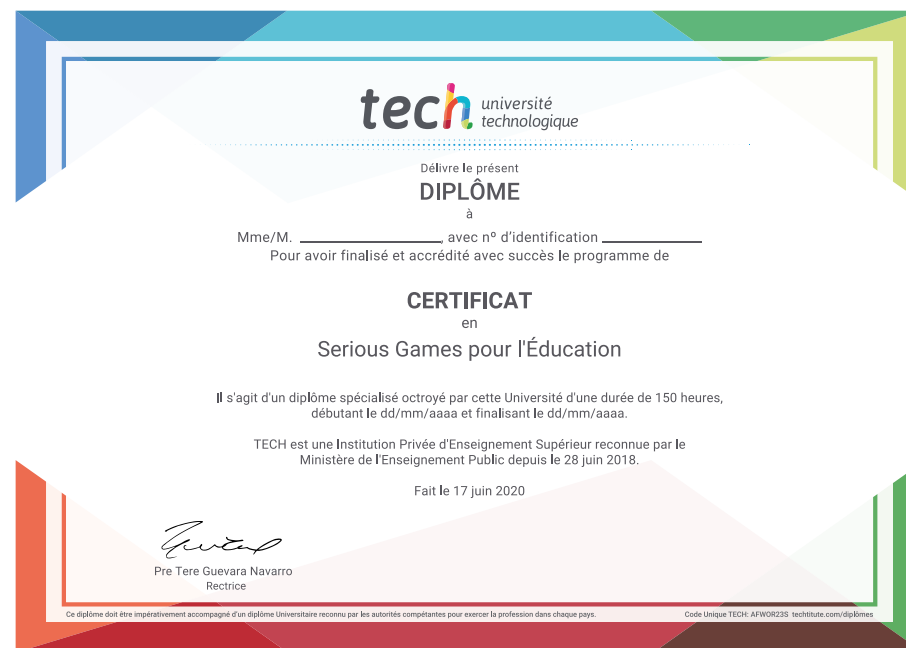 tech université
technologique
Délivre le présent
DIPLÔME
à
Mme/M. ____________, avec nº d'identification ____________
Pour avoir finalisé et accrédité avec succès le programme de
CERTIFICAT
en
Serious Games pour l'Éducation
Il s'agit d'un diplôme spécialisé octroyé par cette Université d'une durée de 150 heures,
débutant le dd/mm/aaaa et finalisant le dd/mm/aaaa.
TECH est une Institution Privée d'Enseignement Supérieur reconnue par le
Ministère de l'Enseignement Public depuis le 28 juin 2018.
Fait le 17 juin 2020
Pre Tere Guevara Navarro
Rectrice
Ce diplôme doit être impérativement accompagné d'un diplôme Universitaire reconnu par les autorités compétentes pour exercer la profession dans chaque pays.
Code Unique TECH: AFWOR23S techtitute.com/diplômes